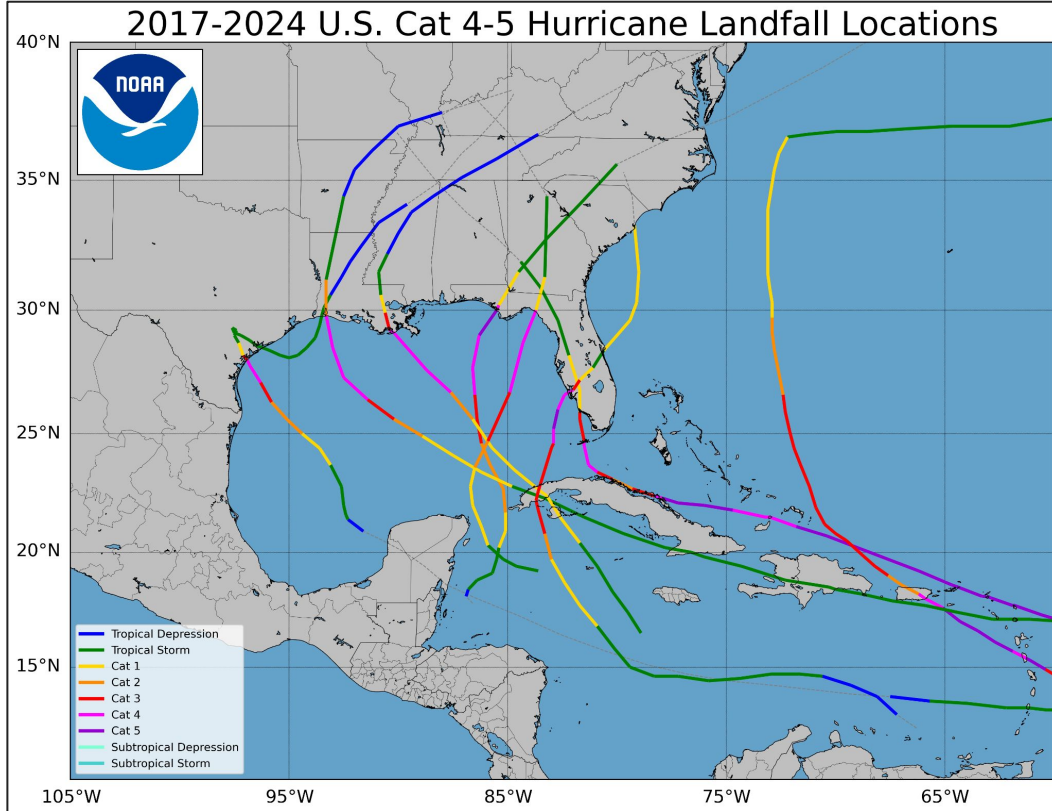 2017-2024 U.S. Cat 4-5 Hurricane Landfall Locations
40°N
NOAA
35°N
30°N
25°N
20°N
15°N
Tropical Depression
Tropical Storm
Cat 1
Cat 2
Cat 3
Cat 4
Cat 5
Subtropical Depression
Subtropical Storm
105°W
95°W
85°W
75°W
65°W